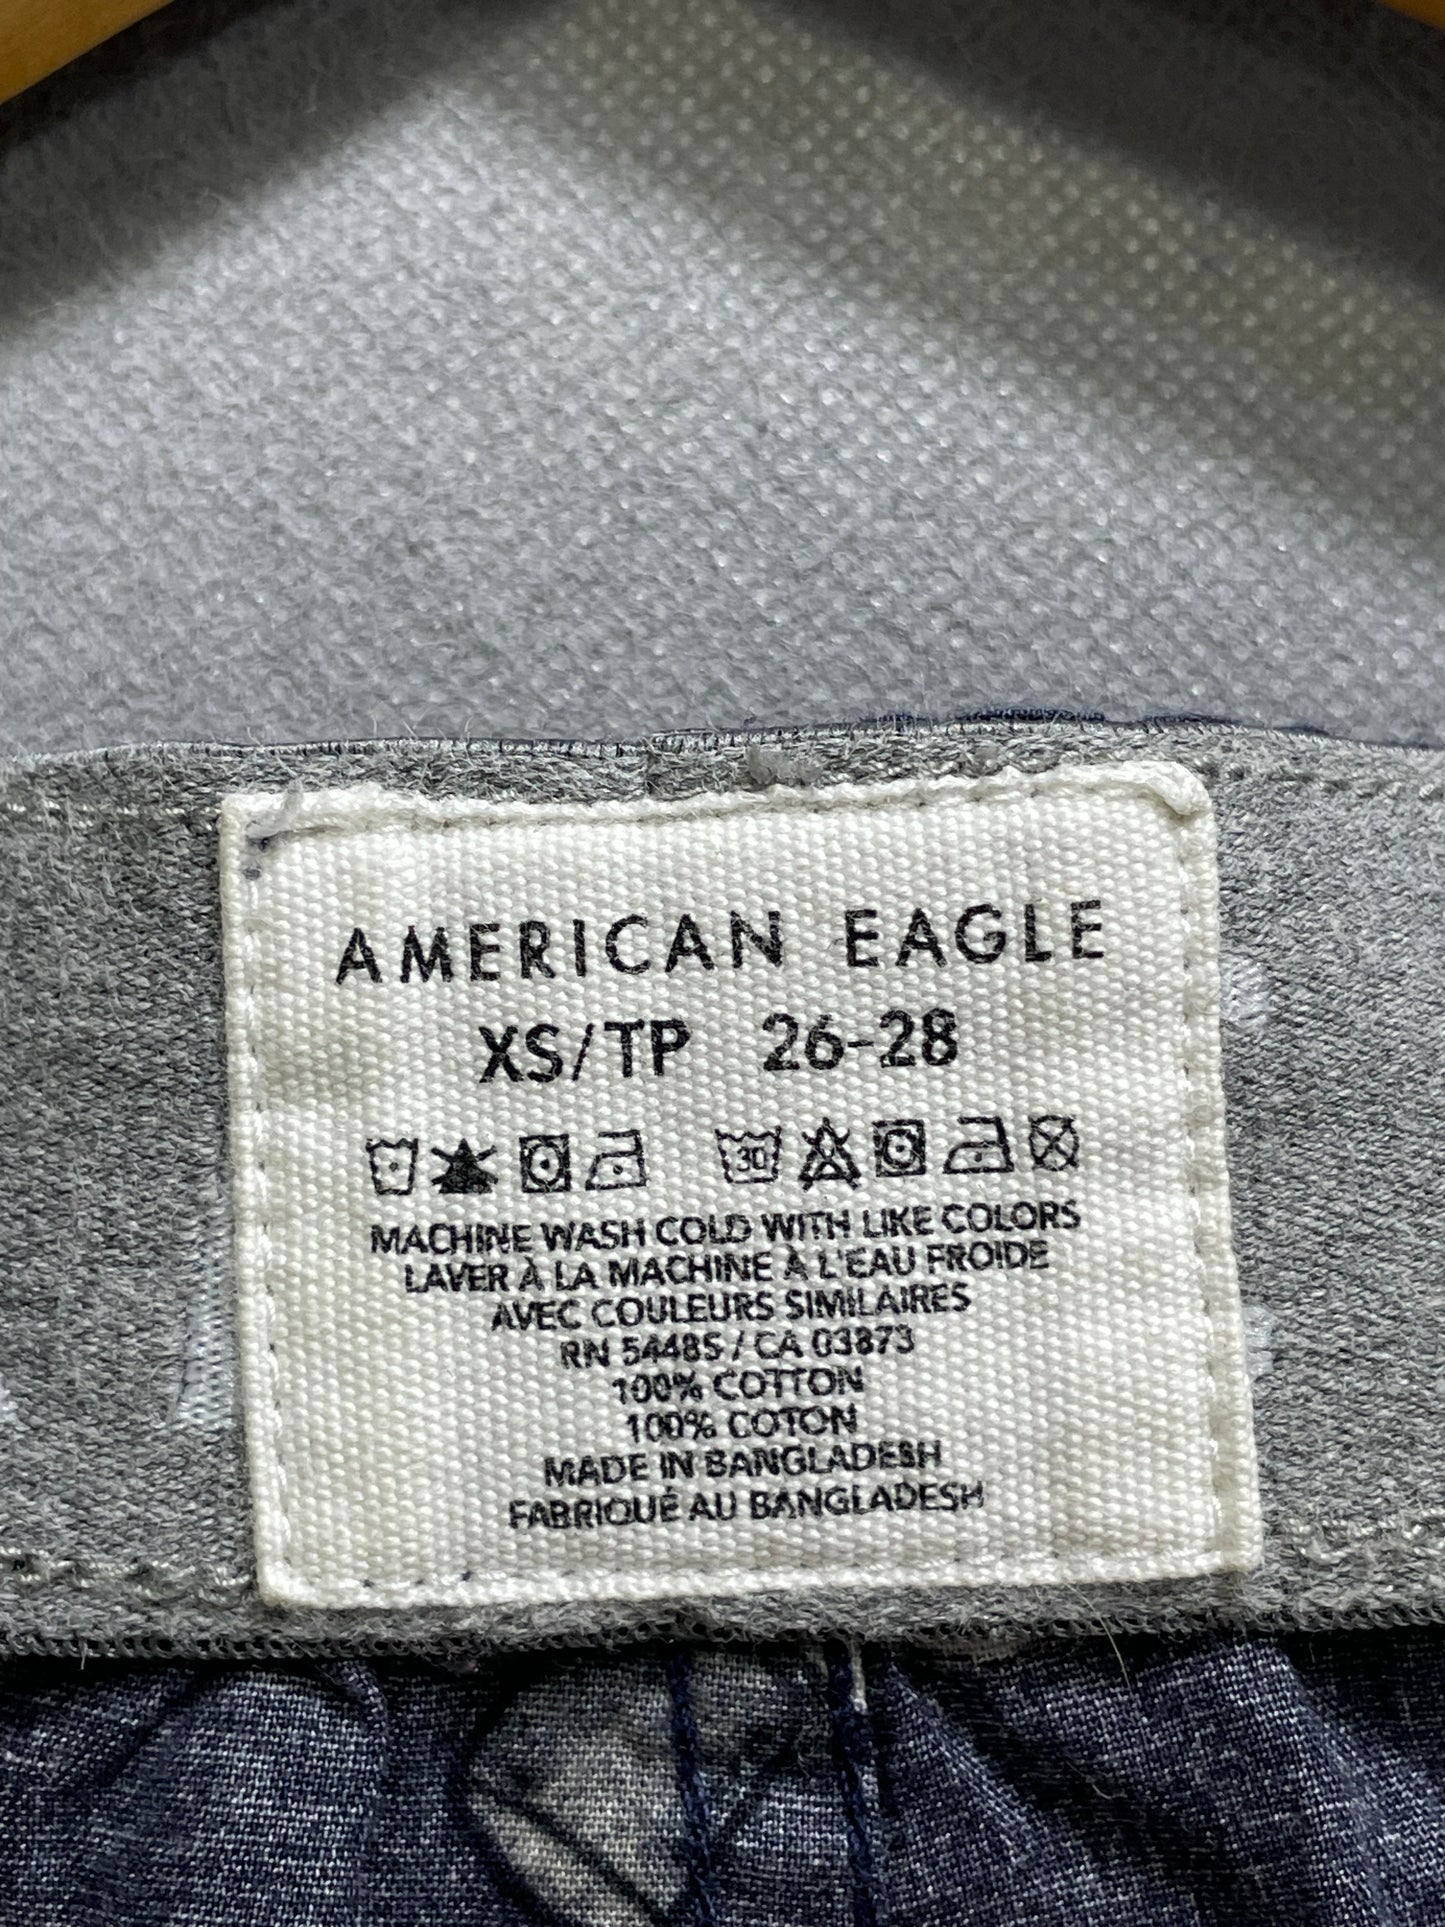 AMERICAN EAGLE
XS/TP 26-28
30
MACHINE WASH COLD WITH LIKE COLORS
LAVER À LA MACHINE À L'EAU FROIDE
AVEC COULEURS SIMILAIRES
RN 54485 / CA 03873
100% COTTON
100% COTON
MADE IN BANGLADESH
FABRIQUÉ AU BANGLADESH